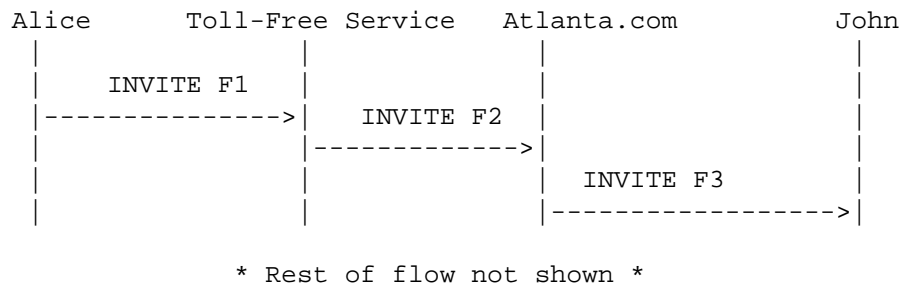 Alice Toll-Free Service Atlanta.com John
INVITE F1
INVITE F2
INVITE F3
* Rest of flow not shown *